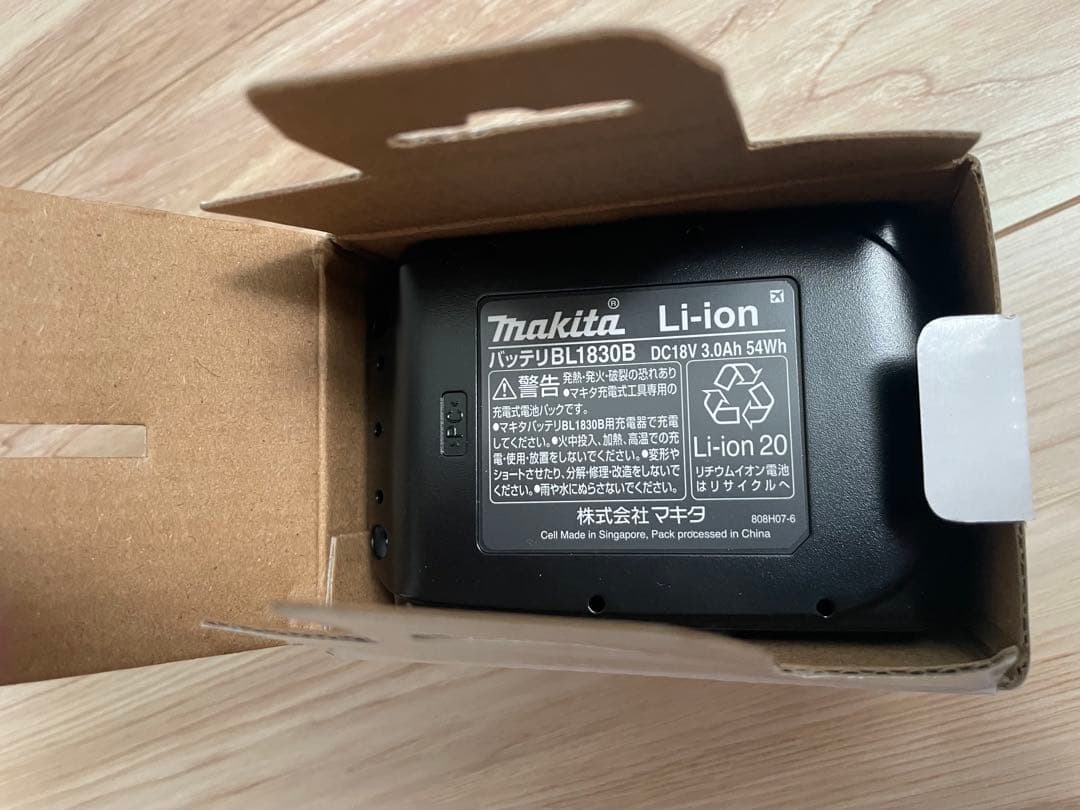 makita® Li-ion
バッテリBL1830B DC18V 3.0Ah 54Wh
警告 発熱・発火・破裂の恐れあり
●マキタ充電式工具専用の
充電式電池パックです。
●マキタバッテリBL1830B用充電器で充電
してください。●火中投入、加熱、高温での充
電・使用・放置をしないでください。●変形や
ショートさせたり、分解・修理・改造をしないで
ください。●雨や水にぬらさないでください。
Li-ion 20
リチウムイオン電池
はリサイクルへ
株式会社マキタ
808H07-6
Cell Made in Singapore, Pack processed in China
>PC<